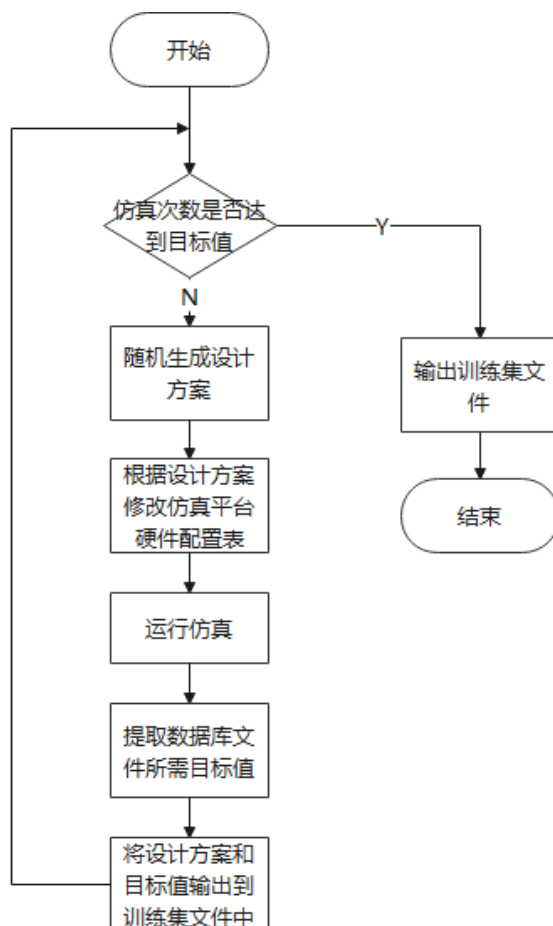 开始
仿真次数是否达
到目标值
Y
N
随机生成设计
方案
输出训练集文
件
根据设计方案
修改仿真平台
硬件配置表
结束
运行仿真
提取数据库文
件所需目标值
将设计方案和
目标值输出到
训练集文件中